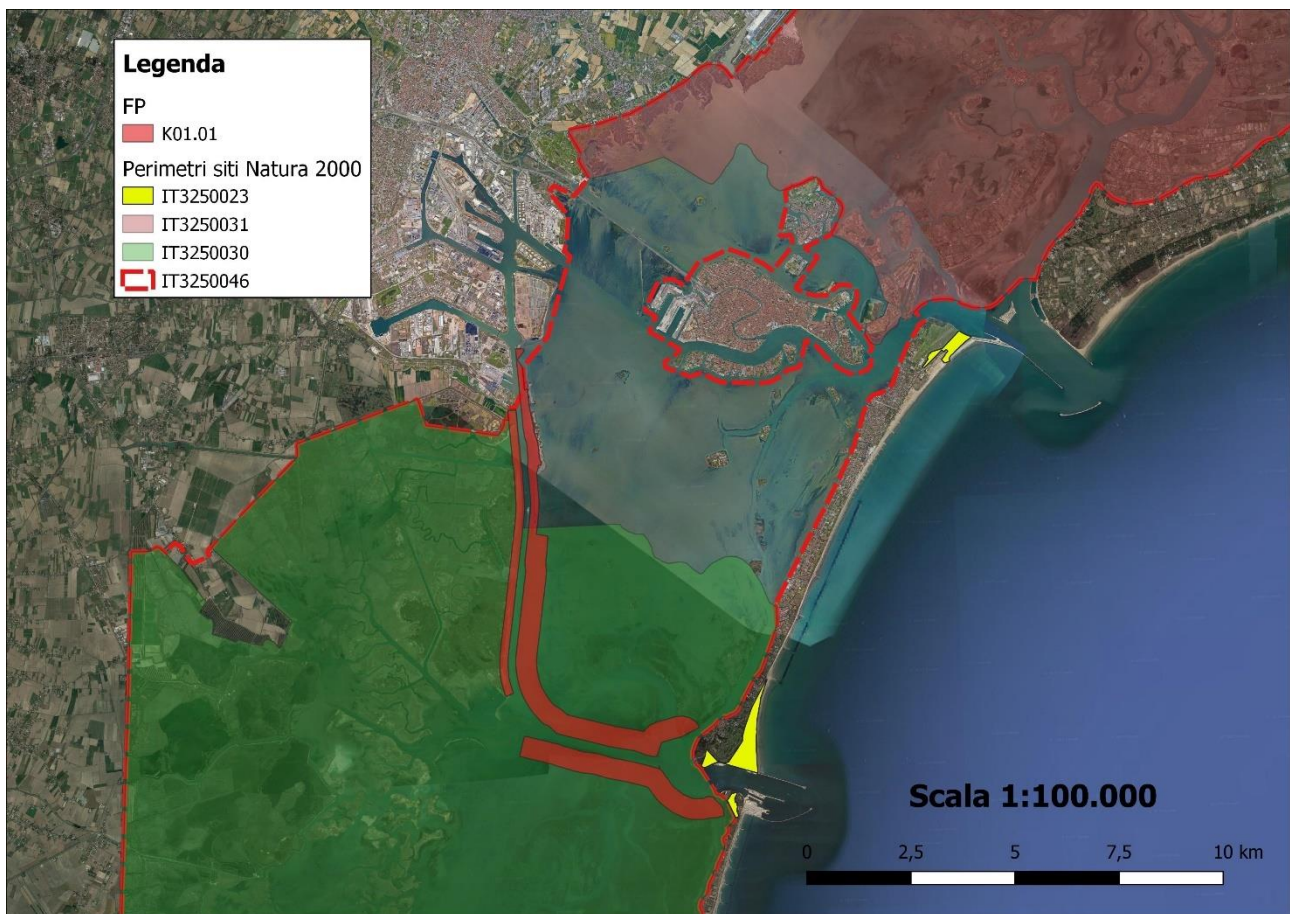 Legenda
FP
K01.01
Perimetri siti Natura 2000
IT3250023
IT3250031
IT3250030
IT3250046
Scala 1:100.000
0 2,5 5 7,5 10 km